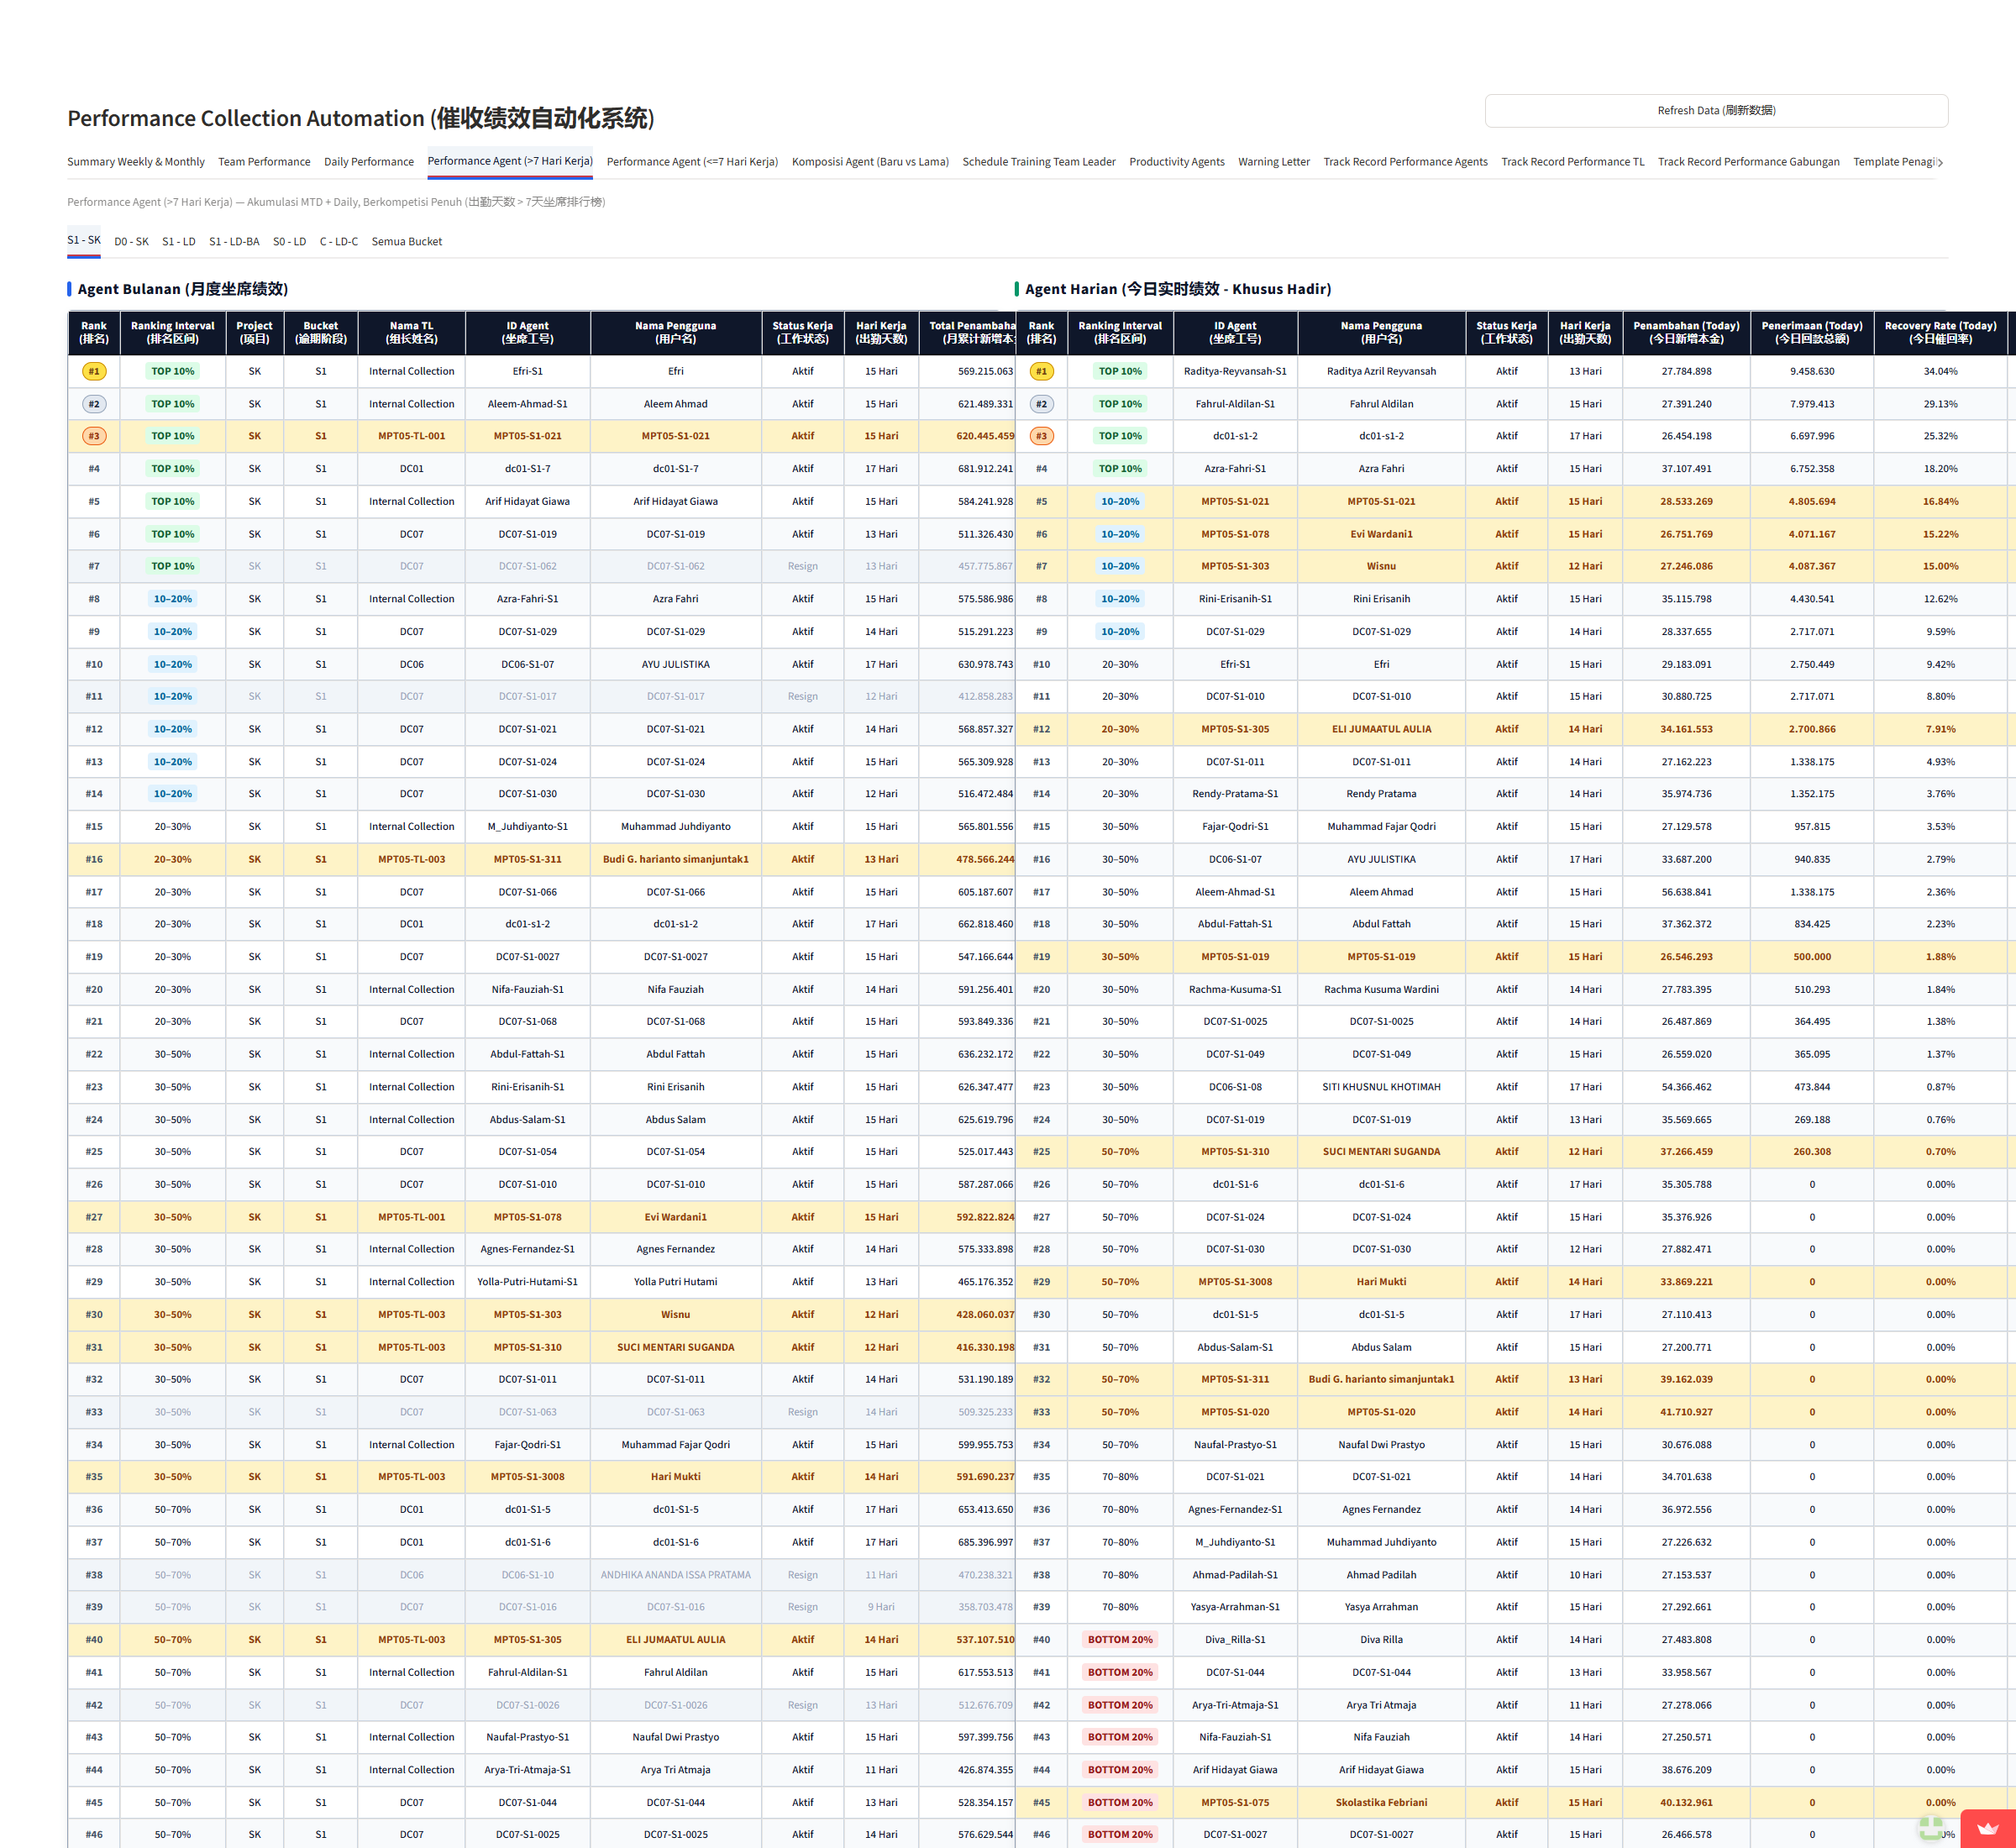 Performance Collection Automation (催收绩效自动化系统)
Refresh Data (刷新数据)
Summary Weekly & Monthly Team Performance Daily Performance Performance Agent (>7 Hari Kerja) Performance Agent (<=7 Hari Kerja) Komposisi Agent (Baru vs Lama) Schedule Training Team Leader Productivity Agents Warning Letter Track Record Performance Agents Track Record Performance TL Track Record Performance Gabungan Template Penagi
Performance Agent (>7 Hari Kerja) — Akumulasi MTD + Daily, Berkompetisi Penuh (出勤天数 > 7天坐席排行榜)
S1 - SK D0 - SK S1 - LD S1 - LD-BA S0 - LD C - LD-C Semua Bucket
Agent Bulanan (月度坐席绩效)
Rank Ranking Interval Project Bucket Nama TL ID Agent Nama Pengguna Status Kerja Hari Kerja Total Penambaha
(排名) (排名区间) (项目) (逾期阶段) (组长姓名) (坐席工号) (用户名) (工作状态) (出勤天数) (月累计新增本
#1 TOP 10% SK S1 Internal Collection Efri-S1 Efri Aktif 15 Hari 569.215.063
#2 TOP 10% SK S1 Internal Collection Aleem-Ahmad-S1 Aleem Ahmad Aktif 15 Hari 621.489.331
#3 TOP 10% SK S1 MPT05-TL-001 MPT05-S1-021 MPT05-S1-021 Aktif 15 Hari 620.445.459
#4 TOP 10% SK S1 DC01 dc01-s1-7 dc01-s1-7 Aktif 17 Hari 681.912.241
#5 TOP 10% SK S1 Internal Collection Arif Hidayat Giawa Arif Hidayat Giawa Aktif 15 Hari 584.241.928
#6 TOP 10% SK S1 DC07 DC07-S1-019 DC07-S1-019 Aktif 13 Hari 511.326.430
#7 TOP 10% SK S1 DC07 DC07-S1-062 DC07-S1-062 Resign 13 Hari 457.775.867
#8 10–20% SK S1 Internal Collection Azra-Fahri-S1 Azra Fahri Aktif 15 Hari 575.586.986
#9 10–20% SK S1 DC07 DC07-S1-029 DC07-S1-029 Aktif 14 Hari 515.291.223
#10 10–20% SK S1 DC06 DC06-S1-07 AYU JULISTIKA Aktif 17 Hari 630.978.743
#11 10–20% SK S1 DC07 DC07-S1-017 DC07-S1-017 Resign 12 Hari 412.858.283
#12 10–20% SK S1 DC07 DC07-S1-021 DC07-S1-021 Aktif 14 Hari 568.857.327
#13 10–20% SK S1 DC07 DC07-S1-024 DC07-S1-024 Aktif 15 Hari 565.309.928
#14 10–20% SK S1 DC07 DC07-S1-030 DC07-S1-030 Aktif 12 Hari 516.472.484
#15 20–30% SK S1 Internal Collection M_Juhdiyanto-S1 Muhammad Juhdiyanto Aktif 15 Hari 565.801.556
#16 20–30% SK S1 MPT05-TL-003 MPT05-S1-311 Budi G. harianto simanjuntak1 Aktif 13 Hari 478.566.244
#17 20–30% SK S1 DC07 DC07-S1-066 DC07-S1-066 Aktif 15 Hari 605.187.607
#18 20–30% SK S1 DC01 dc01-s1-2 dc01-s1-2 Aktif 17 Hari 662.818.460
#19 20–30% SK S1 DC07 DC07-S1-0027 DC07-S1-0027 Aktif 15 Hari 547.166.644
#20 20–30% SK S1 Internal Collection Nifa-Fauziah-S1 Nifa Fauziah Aktif 14 Hari 591.256.401
#21 20–30% SK S1 DC07 DC07-S1-068 DC07-S1-068 Aktif 15 Hari 593.849.336
#22 30–50% SK S1 Internal Collection Abdul-Fattah-S1 Abdul Fattah Aktif 15 Hari 636.232.172
#23 30–50% SK S1 Internal Collection Rini-Erisanih-S1 Rini Erisanih Aktif 15 Hari 626.347.477
#24 30–50% SK S1 Internal Collection Abdus-Salam-S1 Abdus Salam Aktif 15 Hari 625.619.796
#25 30–50% SK S1 DC07 DC07-S1-054 DC07-S1-054 Aktif 15 Hari 525.017.443
#26 30–50% SK S1 DC07 DC07-S1-010 DC07-S1-010 Aktif 15 Hari 587.287.066
#27 30–50% SK S1 MPT05-TL-001 MPT05-S1-078 Evi Wardani1 Aktif 15 Hari 592.822.824
#28 30–50% SK S1 Internal Collection Agnes-Fernandez-S1 Agnes Fernandez Aktif 14 Hari 575.333.898
#29 30–50% SK S1 Internal Collection Yolla-Putri-Hutami-S1 Yolla Putri Hutami Aktif 13 Hari 465.176.352
#30 30–50% SK S1 MPT05-TL-003 MPT05-S1-303 Wisnu Aktif 12 Hari 428.060.037
#31 30–50% SK S1 MPT05-TL-003 MPT05-S1-310 SUCI MENTARI SUGANDA Aktif 12 Hari 416.330.198
#32 30–50% SK S1 DC07 DC07-S1-011 DC07-S1-011 Aktif 14 Hari 531.190.189
#33 30–50% SK S1 DC07 DC07-S1-063 DC07-S1-063 Resign 14 Hari 509.325.233
#34 30–50% SK S1 Internal Collection Fajar-Qodri-S1 Muhammad Fajar Qodri Aktif 15 Hari 599.955.753
#35 30–50% SK S1 MPT05-TL-003 MPT05-S1-3008 Hari Mukti Aktif 14 Hari 591.690.237
#36 50–70% SK S1 DC01 dc01-S1-5 dc01-S1-5 Aktif 17 Hari 653.413.650
#37 50–70% SK S1 DC01 dc01-S1-6 dc01-S1-6 Aktif 17 Hari 685.396.997
#38 50–70% SK S1 DC06 DC06-S1-10 ANDHIKA ANANDA ISSA PRATAMA Resign 11 Hari 470.238.321
#39 50–70% SK S1 DC07 DC07-S1-016 DC07-S1-016 Resign 9 Hari 358.703.478
#40 50–70% SK S1 MPT05-TL-003 MPT05-S1-305 ELI JUMAATUL AULIA Aktif 14 Hari 537.107.510
#41 50–70% SK S1 Internal Collection Fahrul-Aldilan-S1 Fahrul Aldilan Aktif 15 Hari 617.553.513
#42 50–70% SK S1 DC07 DC07-S1-0026 DC07-S1-0026 Resign 13 Hari 512.676.709
#43 50–70% SK S1 Internal Collection Naufal-Prastyo-S1 Naufal Dwi Prastyo Aktif 15 Hari 597.399.756
#44 50–70% SK S1 Internal Collection Arya-Tri-Atmaja-S1 Arya Tri Atmaja Aktif 11 Hari 426.874.355
#45 50–70% SK S1 DC07 DC07-S1-044 DC07-S1-044 Aktif 13 Hari 528.354.157
#46 50–70% SK S1 DC07 DC07-S1-0025 DC07-S1-0025 Aktif 14 Hari 576.629.544
Agent Harian (今日实时绩效 - Khusus Hadir)
Rank Ranking Interval ID Agent Nama Pengguna Status Kerja Hari Kerja Penambahan (Today) Penerimaan (Today) Recovery Rate (Today)
(排名) (排名区间) (坐席工号) (用户名) (工作状态) (出勤天数) (今日新增本金) (今日回款总额) (今日催回率)
#1 TOP 10% Raditya-Reyvansah-S1 Raditya Azril Reyvansah Aktif 13 Hari 27.784.898 9.458.630 34.04%
#2 TOP 10% Fahrul-Aldilan-S1 Fahrul Aldilan Aktif 15 Hari 27.391.240 7.979.413 29.13%
#3 TOP 10% dc01-s1-2 dc01-s1-2 Aktif 17 Hari 26.454.198 6.697.996 25.32%
#4 TOP 10% Azra-Fahri-S1 Azra Fahri Aktif 15 Hari 37.107.491 6.752.358 18.20%
#5 10–20% MPT05-S1-021 MPT05-S1-021 Aktif 15 Hari 28.533.269 4.805.694 16.84%
#6 10–20% MPT05-S1-078 Evi Wardani1 Aktif 15 Hari 26.751.769 4.071.167 15.22%
#7 10–20% MPT05-S1-303 Wisnu Aktif 12 Hari 27.246.086 4.087.367 15.00%
#8 10–20% Rini-Erisanih-S1 Rini Erisanih Aktif 15 Hari 35.115.798 4.430.541 12.62%
#9 10–20% DC07-S1-029 DC07-S1-029 Aktif 14 Hari 28.337.655 2.717.071 9.59%
#10 20–30% Efri-S1 Efri Aktif 15 Hari 29.183.091 2.750.449 9.42%
#11 20–30% DC07-S1-010 DC07-S1-010 Aktif 15 Hari 30.880.725 2.717.071 8.80%
#12 20–30% MPT05-S1-305 ELI JUMAATUL AULIA Aktif 14 Hari 34.161.553 2.700.866 7.91%
#13 20–30% DC07-S1-011 DC07-S1-011 Aktif 14 Hari 27.162.223 1.338.175 4.93%
#14 20–30% Rendy-Pratama-S1 Rendy Pratama Aktif 14 Hari 35.974.736 1.352.175 3.76%
#15 30–50% Fajar-Qodri-S1 Muhammad Fajar Qodri Aktif 15 Hari 27.129.578 957.815 3.53%
#16 30–50% DC06-S1-07 AYU JULISTIKA Aktif 17 Hari 33.687.200 940.835 2.79%
#17 30–50% Aleem-Ahmad-S1 Aleem Ahmad Aktif 15 Hari 56.638.841 1.338.175 2.36%
#18 30–50% Abdul-Fattah-S1 Abdul Fattah Aktif 15 Hari 37.362.372 834.425 2.23%
#19 30–50% MPT05-S1-019 MPT05-S1-019 Aktif 15 Hari 26.546.293 500.000 1.88%
#20 30–50% Rachma-Kusuma-S1 Rachma Kusuma Wardini Aktif 14 Hari 27.783.395 510.293 1.84%
#21 30–50% DC07-S1-0025 DC07-S1-0025 Aktif 14 Hari 26.487.869 364.495 1.38%
#22 30–50% DC07-S1-049 DC07-S1-049 Aktif 15 Hari 26.559.020 365.095 1.37%
#23 30–50% DC06-S1-08 SITI KHUSNUL KHOTIMAH Aktif 17 Hari 54.366.462 473.844 0.87%
#24 30–50% DC07-S1-019 DC07-S1-019 Aktif 13 Hari 35.569.665 269.188 0.76%
#25 50–70% MPT05-S1-310 SUCI MENTARI SUGANDA Aktif 12 Hari 37.266.459 260.308 0.70%
#26 50–70% dc01-S1-6 dc01-S1-6 Aktif 17 Hari 35.305.788 0 0.00%
#27 50–70% DC07-S1-024 DC07-S1-024 Aktif 15 Hari 35.376.926 0 0.00%
#28 50–70% DC07-S1-030 DC07-S1-030 Aktif 12 Hari 27.882.471 0 0.00%
#29 50–70% MPT05-S1-3008 Hari Mukti Aktif 14 Hari 33.869.221 0 0.00%
#30 50–70% dc01-S1-5 dc01-S1-5 Aktif 17 Hari 27.110.413 0 0.00%
#31 50–70% Abdus-Salam-S1 Abdus Salam Aktif 15 Hari 27.200.771 0 0.00%
#32 50–70% MPT05-S1-311 Budi G. harianto simanjuntak1 Aktif 13 Hari 39.162.039 0 0.00%
#33 50–70% MPT05-S1-020 MPT05-S1-020 Aktif 14 Hari 41.710.927 0 0.00%
#34 50–70% Naufal-Prastyo-S1 Naufal Dwi Prastyo Aktif 15 Hari 30.676.088 0 0.00%
#35 70–80% DC07-S1-021 DC07-S1-021 Aktif 14 Hari 34.701.638 0 0.00%
#36 70–80% Agnes-Fernandez-S1 Agnes Fernandez Aktif 14 Hari 36.972.556 0 0.00%
#37 70–80% M_Juhdiyanto-S1 Muhammad Juhdiyanto Aktif 15 Hari 27.226.632 0 0.00%
#38 70–80% Ahmad-Padilah-S1 Ahmad Padilah Aktif 10 Hari 27.153.537 0 0.00%
#39 70–80% Yasya-Arrahman-S1 Yasya Arrahman Aktif 15 Hari 27.292.661 0 0.00%
#40 BOTTOM 20% Diva_Rilla-S1 Diva Rilla Aktif 14 Hari 27.483.808 0 0.00%
#41 BOTTOM 20% DC07-S1-044 DC07-S1-044 Aktif 13 Hari 33.958.567 0 0.00%
#42 BOTTOM 20% Arya-Tri-Atmaja-S1 Arya Tri Atmaja Aktif 11 Hari 27.278.066 0 0.00%
#43 BOTTOM 20% Nifa-Fauziah-S1 Nifa Fauziah Aktif 14 Hari 27.250.571 0 0.00%
#44 BOTTOM 20% Arif Hidayat Giawa Arif Hidayat Giawa Aktif 15 Hari 38.676.209 0 0.00%
#45 BOTTOM 20% MPT05-S1-075 Skolastika Febriani Aktif 15 Hari 40.132.961 0 0.00%
#46 BOTTOM 20% DC07-S1-0027 DC07-S1-0027 Aktif 15 Hari 26.466.578 0